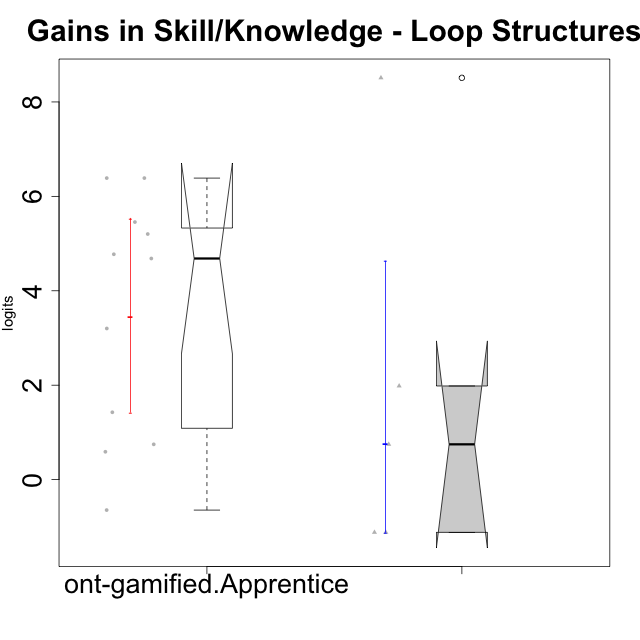 Gains in Skill/Knowledge - Loop Structures
8
6
4
2
0
logits
ont-gamified.Apprentice